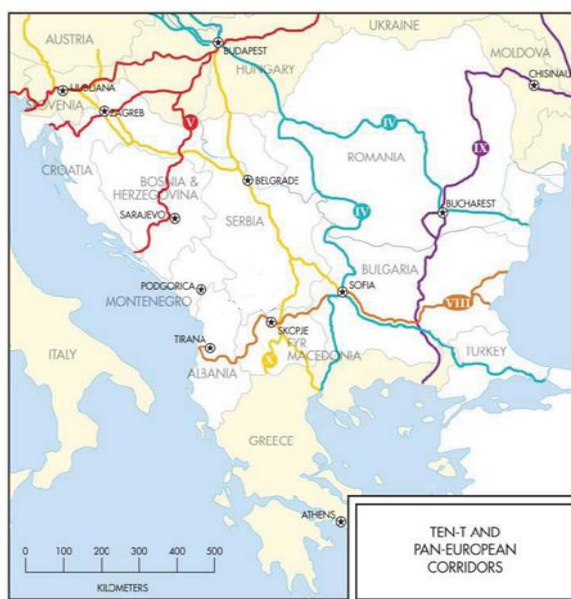 AUSTRIA
UKRAINE
BUDAPEST
MOLDOVA
HUNGARY
CHISINAU
LJUBLJANA
SLOVENIA
ZAGREB
V
IV
ROMANIA
IX
CROATIA
BOSNIA &
HERZEGOVINA
BELGRADE
SARAJEVO
SERBIA
IV
BUCHAREST
BULGARIA
PODGORICA
MONTENEGRO
SOFIA
VIII
SKCPJE
TIRANA
FYR
MACEDONIA
X
ITALY
ALBANIA
TURKEY
GREECE
ATHENS
0 100 200 300 400 500
KILOMETERS
TEN-T AND
PAN-EUROPEAN
CORRIDORS